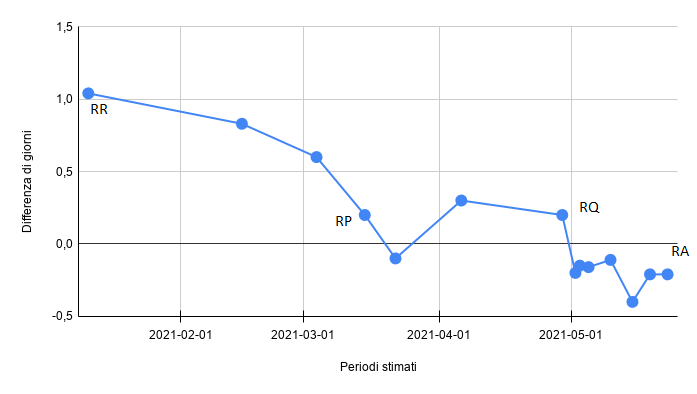 1,5
1,0
RR
0,5
RP
RQ
0,0
RA
-0,5
Differenza di giorni
2021-02-01
2021-03-01
2021-04-01
2021-05-01
Periodi stimati